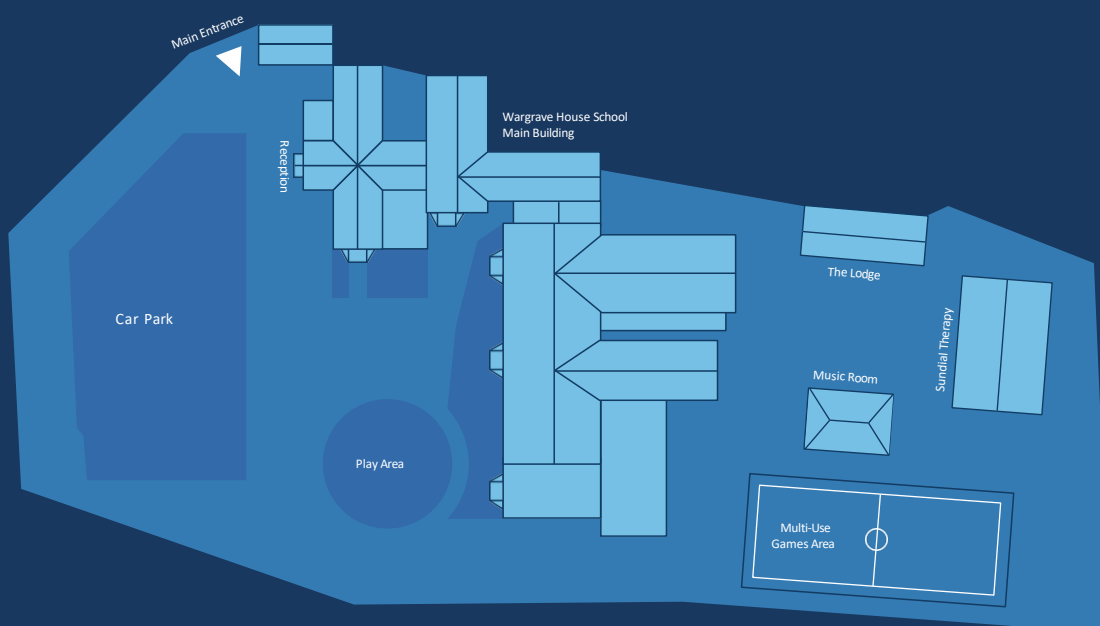 Main Entrance
Wargrave House School
Main Building
Reception
The Lodge
Car Park
Sundial Therapy
Music Room
Play Area
Multi-Use
Games Area